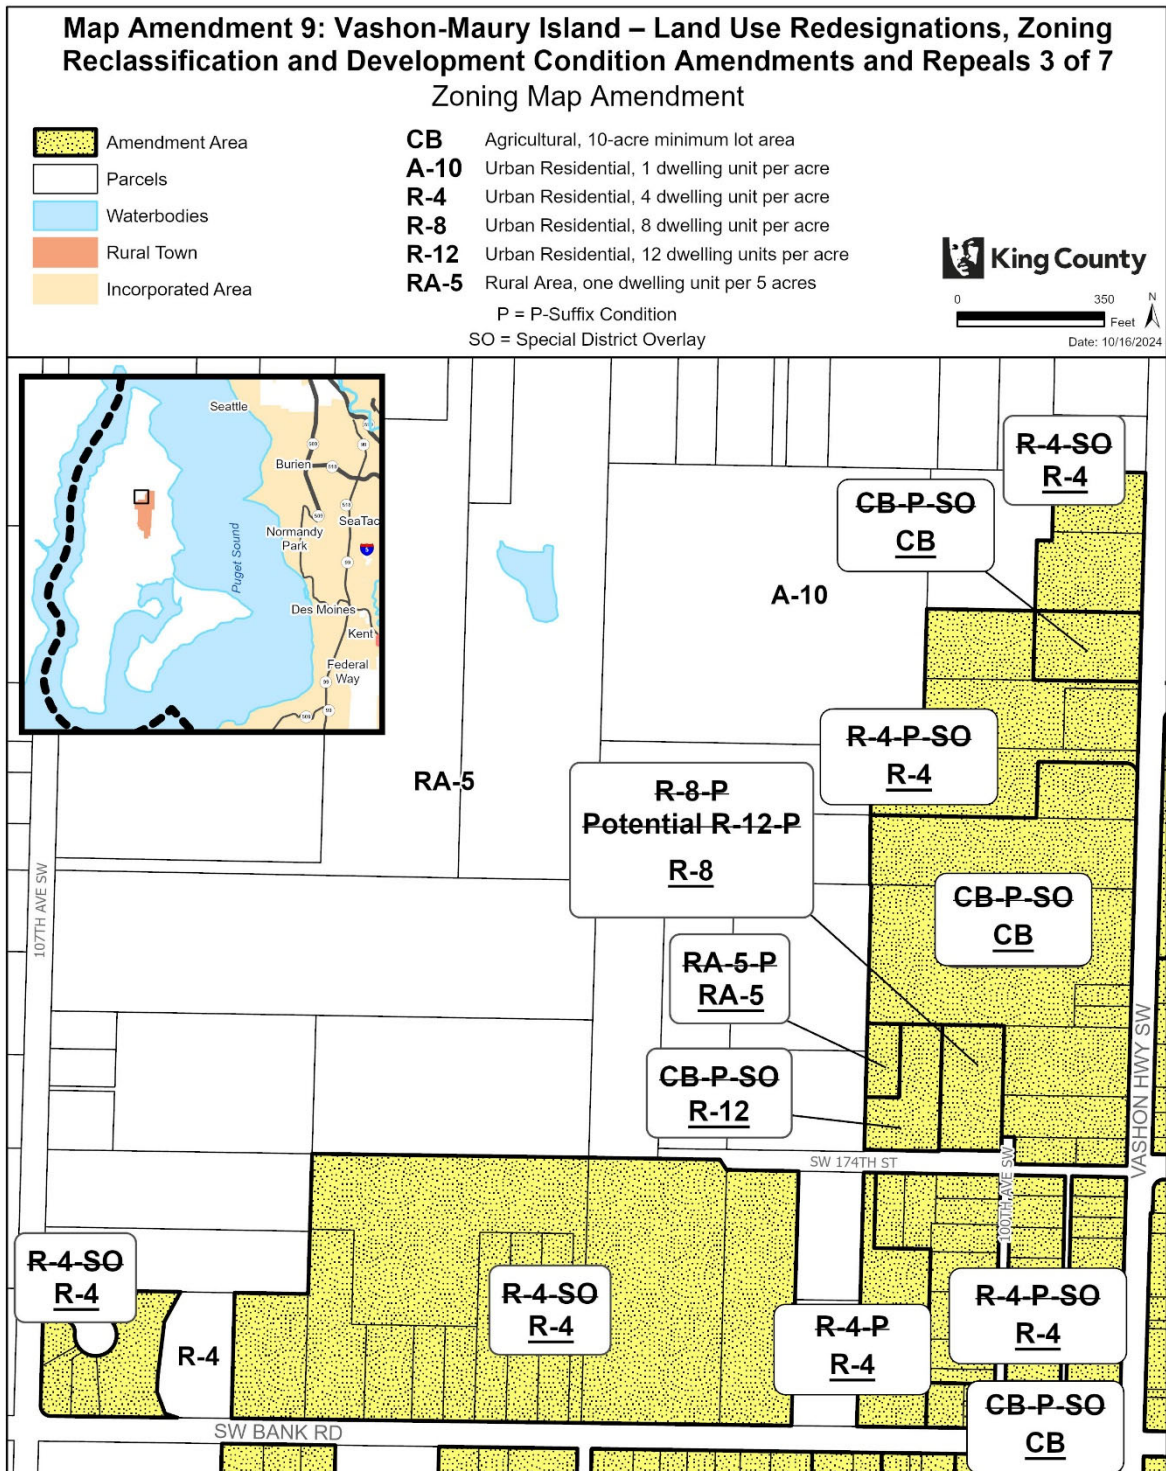 Map Amendment 9: Vashon-Maury Island – Land Use Redesignations, Zoning
Reclassification and Development Condition Amendments and Repeals 3 of 7
Zoning Map Amendment
Amendment Area
Parcels
Waterbodies
Rural Town
Incorporated Area
CB Agricultural, 10-acre minimum lot area
A-10 Urban Residential, 1 dwelling unit per acre
R-4 Urban Residential, 4 dwelling unit per acre
R-8 Urban Residential, 8 dwelling unit per acre
R-12 Urban Residential, 12 dwelling units per acre
RA-5 Rural Area, one dwelling unit per 5 acres
P = P-Suffix Condition
SO = Special District Overlay
King County
0 350
Feet
N
Date: 10/16/2024
Seattle
Burien
SeaTac
Normandy
Park
Puget Sound
Des Moines
Kent
Federal
Way
509
518
99
5
R-4-SO
R-4
CB-P-SO
CB
A-10
R-4-P-SO
R-4
RA-5
R-8-P
Potential R-12-P
R-8
CB-P-SO
CB
RA-5-P
RA-5
CB-P-SO
R-12
107TH AVE SW
VASHON HWY SW
SW 174TH ST
100TH AVE SW
R-4-SO
R-4
R-4
R-4-SO
R-4
R-4-P
R-4
R-4-P-SO
R-4
CB-P-SO
CB
SW BANK RD